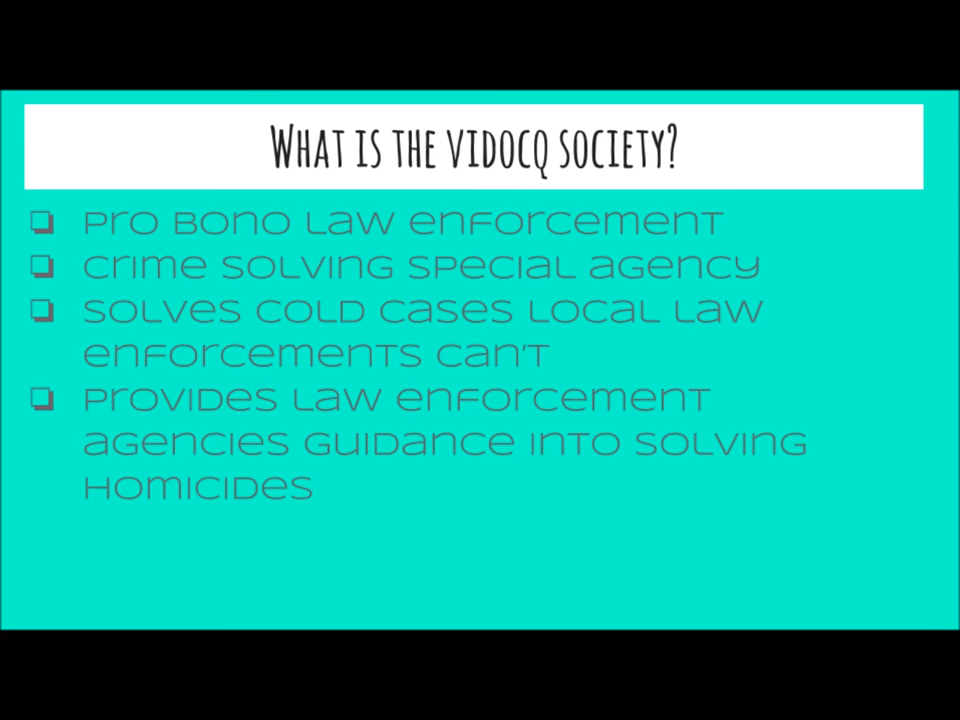 What is the vidocq society?
❏ Pro Bono law enforcement
❏ crime solving special agency
❏ solves cold cases local law
enforcements can't
❏ provides law enforcement
agencies guidance into solving
homicides